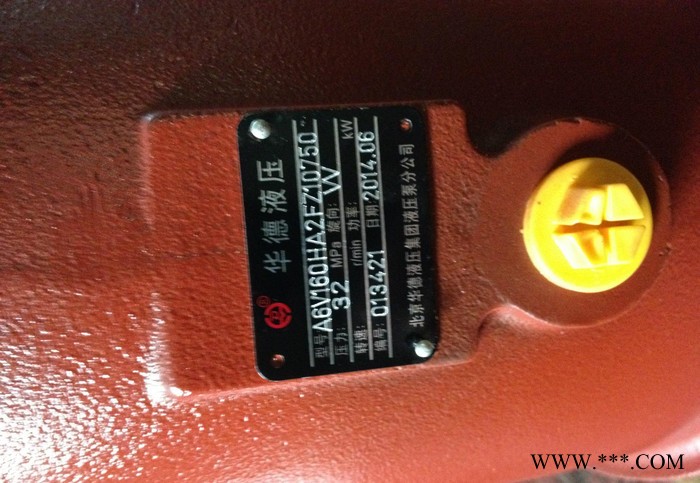 华德液压
型号 A6V160HA2FZ10750
压力: 32 MPa 旋向: W
转速: r/min 功率: kW
编号: 013421 日期 2014.06
北京华德液压集团液压泵分公司
WWW.***.COM